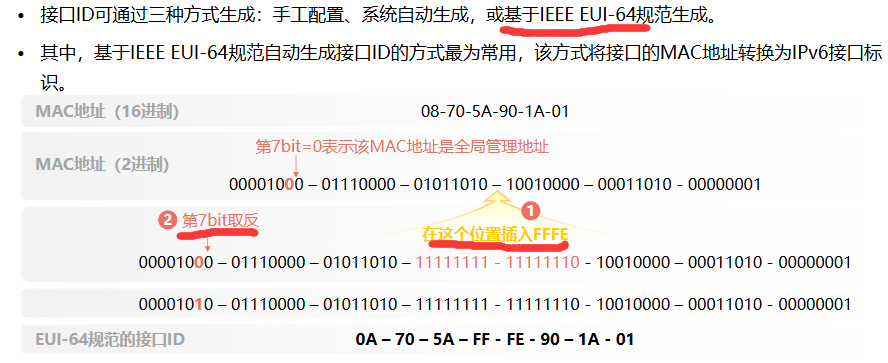 • 接口ID可通过三种方式生成：手工配置、系统自动生成，或基于IEEE EUI-64规范生成。
• 其中，基于IEEE EUI-64规范自动生成接口ID的方式最为常用，该方式将接口的MAC地址转换为IPv6接口标
识。
MAC地址（16进制） 08-70-5A-90-1A-01
第7bit=0表示该MAC地址是全局管理地址
MAC地址（2进制）
00001000 – 01110000 – 01011010 – 10010000 – 00011010 - 00000001
1
2 第7bit取反 在这个位置插入FFFE
00001000 – 01110000 – 01011010 – 11111111 - 11111110 - 10010000 – 00011010 - 00000001
00001010 – 01110000 – 01011010 – 11111111 - 11111110 - 10010000 – 00011010 - 00000001
EUI-64规范的接口ID 0A – 70 – 5A – FF - FE - 90 – 1A - 01